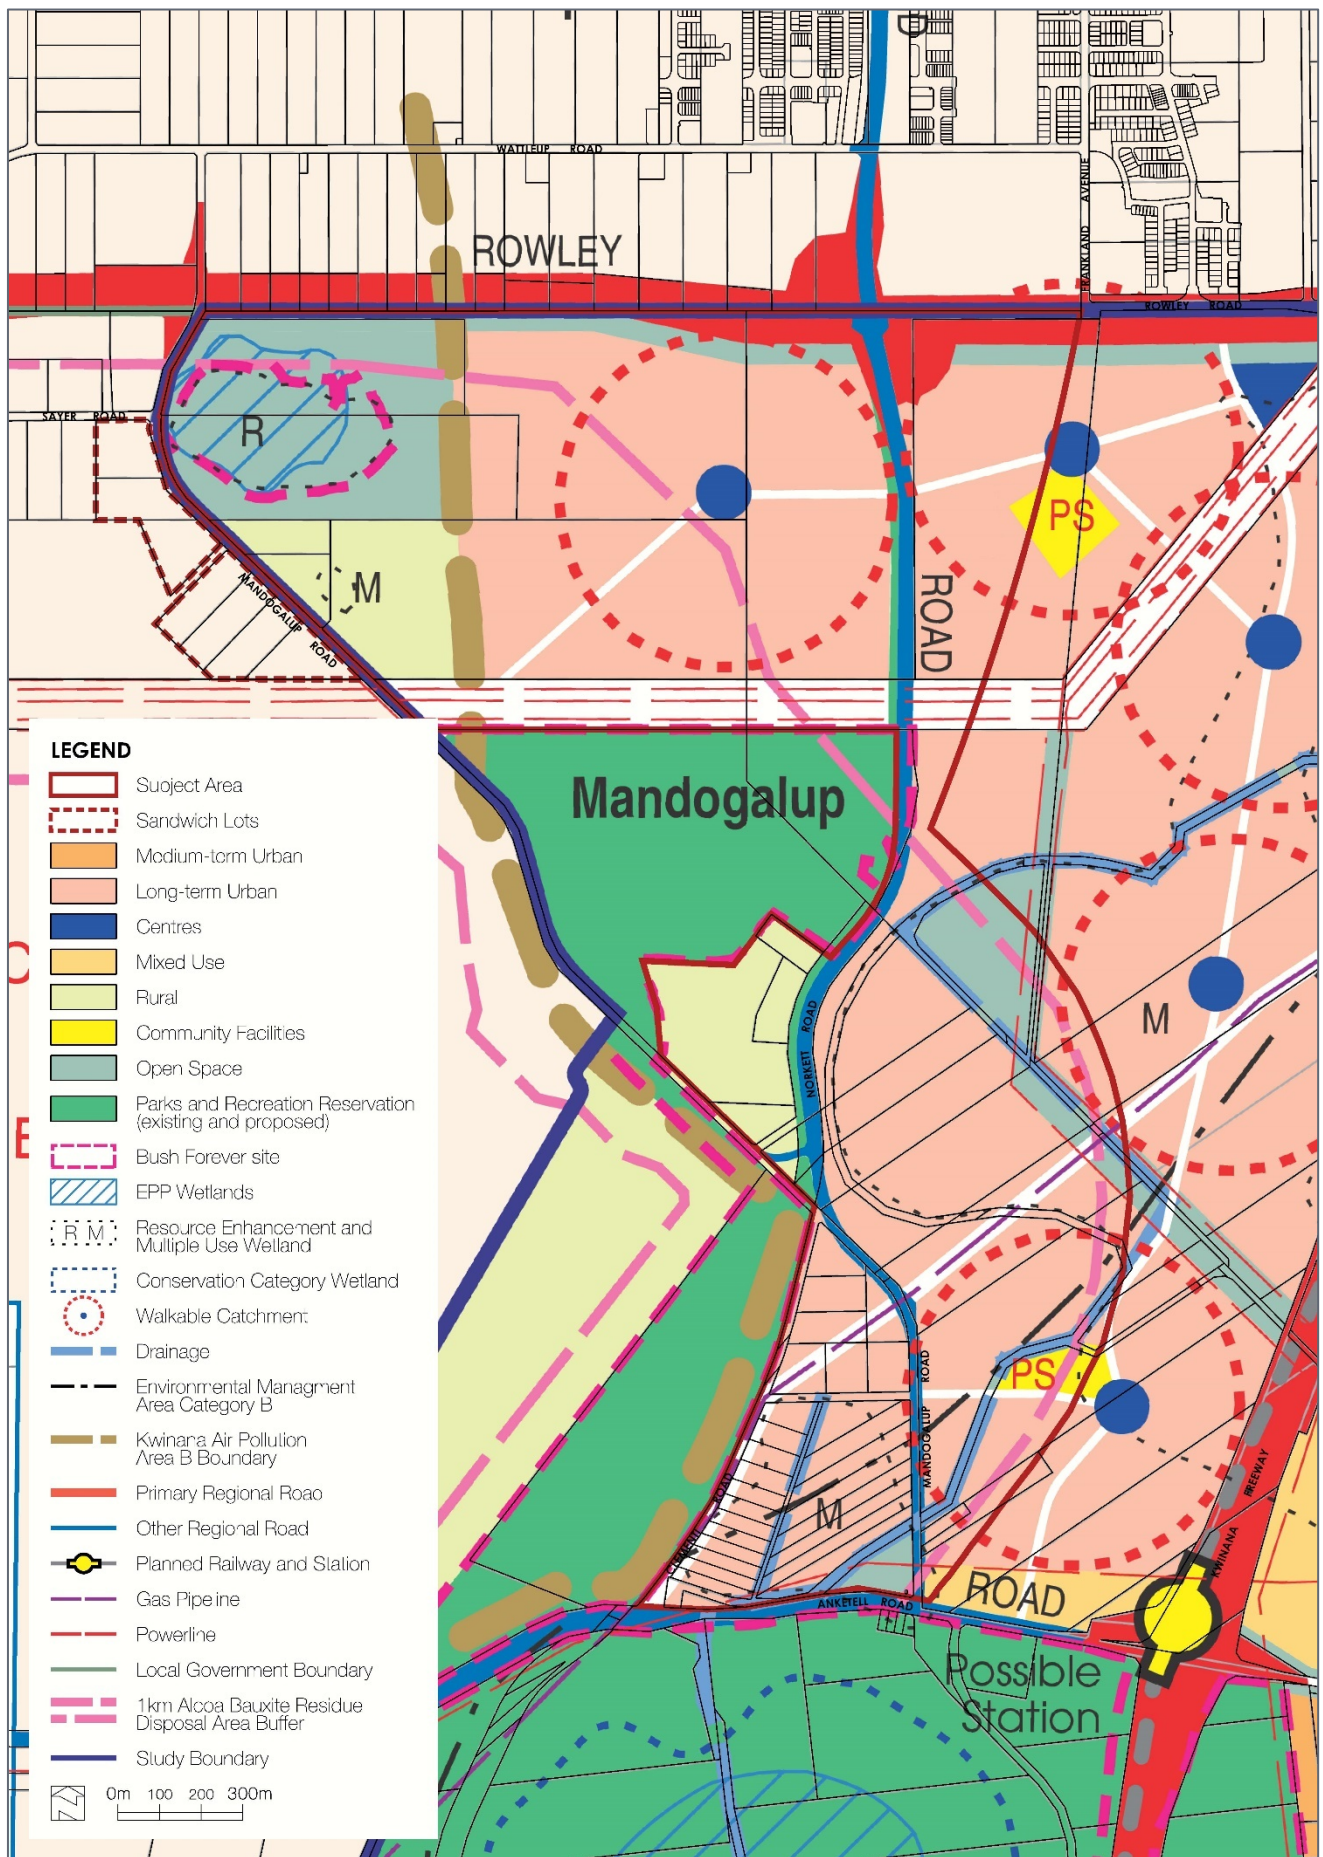 D
WATTLEUP ROAD
FRANKLAND AVENUE
ROWLEY
ROWLEY ROAD
SAYER ROAD
R
PS
M
MANDOGALUP ROAD
ROAD
LEGEND
Suoject Area
Sandwich Lots
Medium-term Urban
Long-term Urban
Centres
Mixed Use
Rural
Community Facilities
Open Space
Parks and Recreation Reservation
(existing and proposed)
Bush Forever site
EPP Wetlands
R M
Resource Enhancement and
Multiple Use Wetland
Conservation Category Wetland
Walkable Catchment
Drainage
Environmental Managment
Area Category B
Kwinana Air Pollution
Area B Boundary
Primary Regional Roao
Other Regional Road
Planned Railway and Station
Gas Pipeline
Powerline
Local Government Boundary
1km Alcoa Bauxite Residue
Disposal Area Buffer
Study Boundary
N
0m 100 200 300m
Mandogalup
M
NORKETT ROAD
PS
MANDOGALUP ROAD
M
CLEMENTI ROAD
KWINANA FREEWAY
ROAD
ANKETELL ROAD
Possible
Station
E